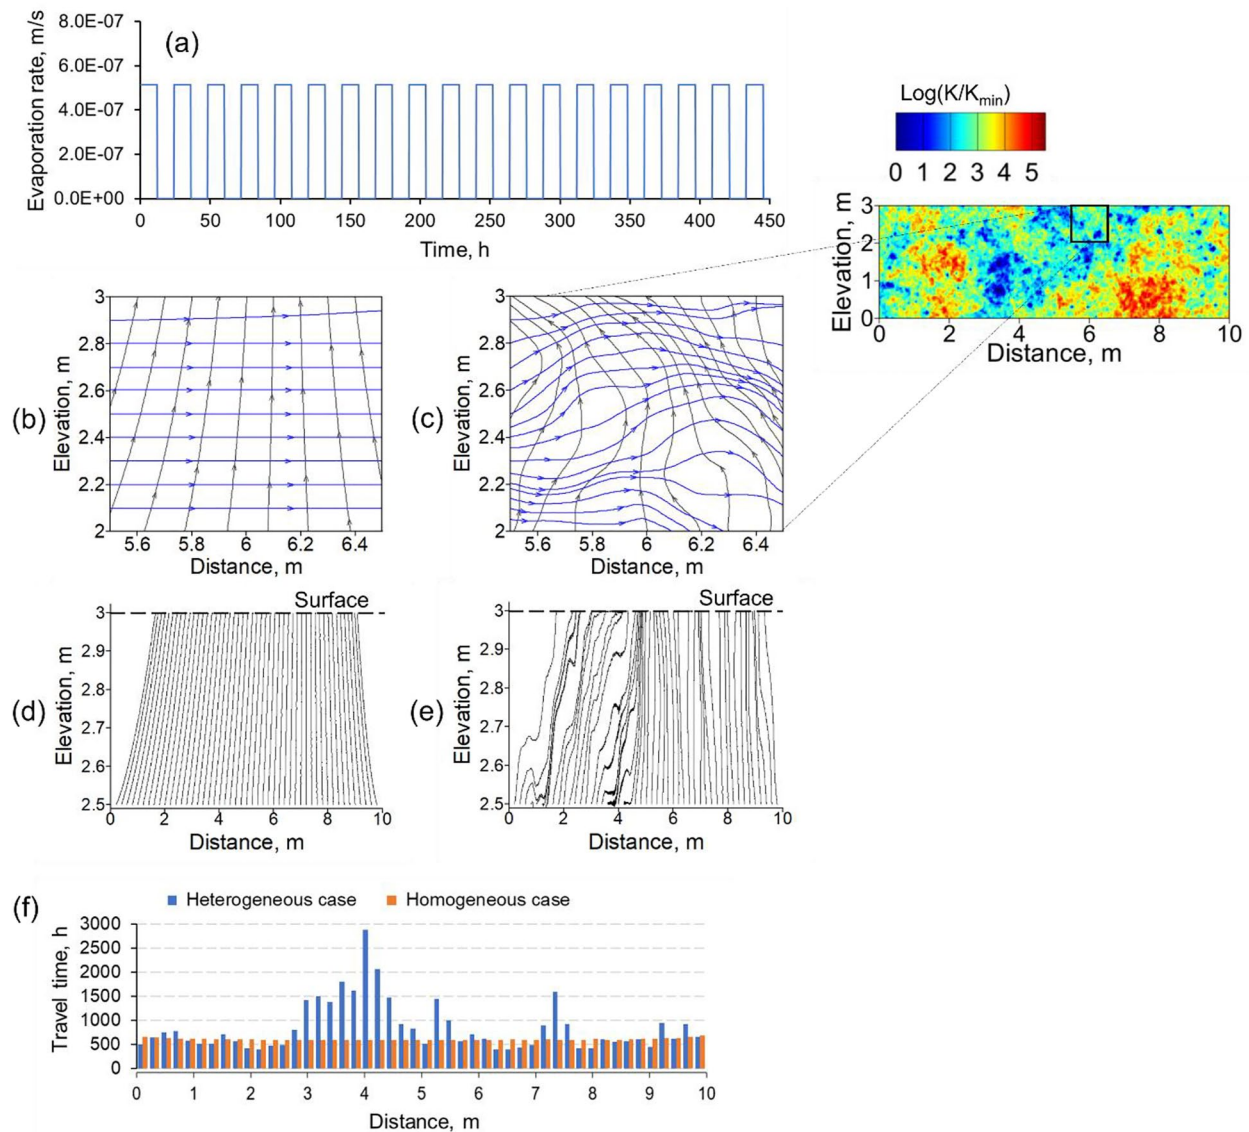 (a)
Evaporation rate, m/s
8.0E-07
6.0E-07
4.0E-07
2.0E-07
0.0E+00
0 50 100 150 200 250 300 350 400 450
Time, h
Log(K/Kmin)
0 1 2 3 4 5
Elevation, m
3
2
1
0
0 2 4 6 8 10
Distance, m
(b)
Elevation, m
3
2.8
2.6
2.4
2.2
2
5.6 5.8 6 6.2 6.4
Distance, m
(c)
Elevation, m
3
2.8
2.6
2.4
2.2
2
5.6 5.8 6 6.2 6.4
Distance, m
(d)
Surface
Elevation, m
3
2.9
2.8
2.7
2.6
2.5
0 2 4 6 8 10
Distance, m
(e)
Surface
Elevation, m
3
2.9
2.8
2.7
2.6
2.5
0 2 4 6 8 10
Distance, m
(f)
Heterogeneous case Homogeneous case
Travel time, h
3000
2500
2000
1500
1000
500
0
0 1 2 3 4 5 6 7 8 9 10
Distance, m